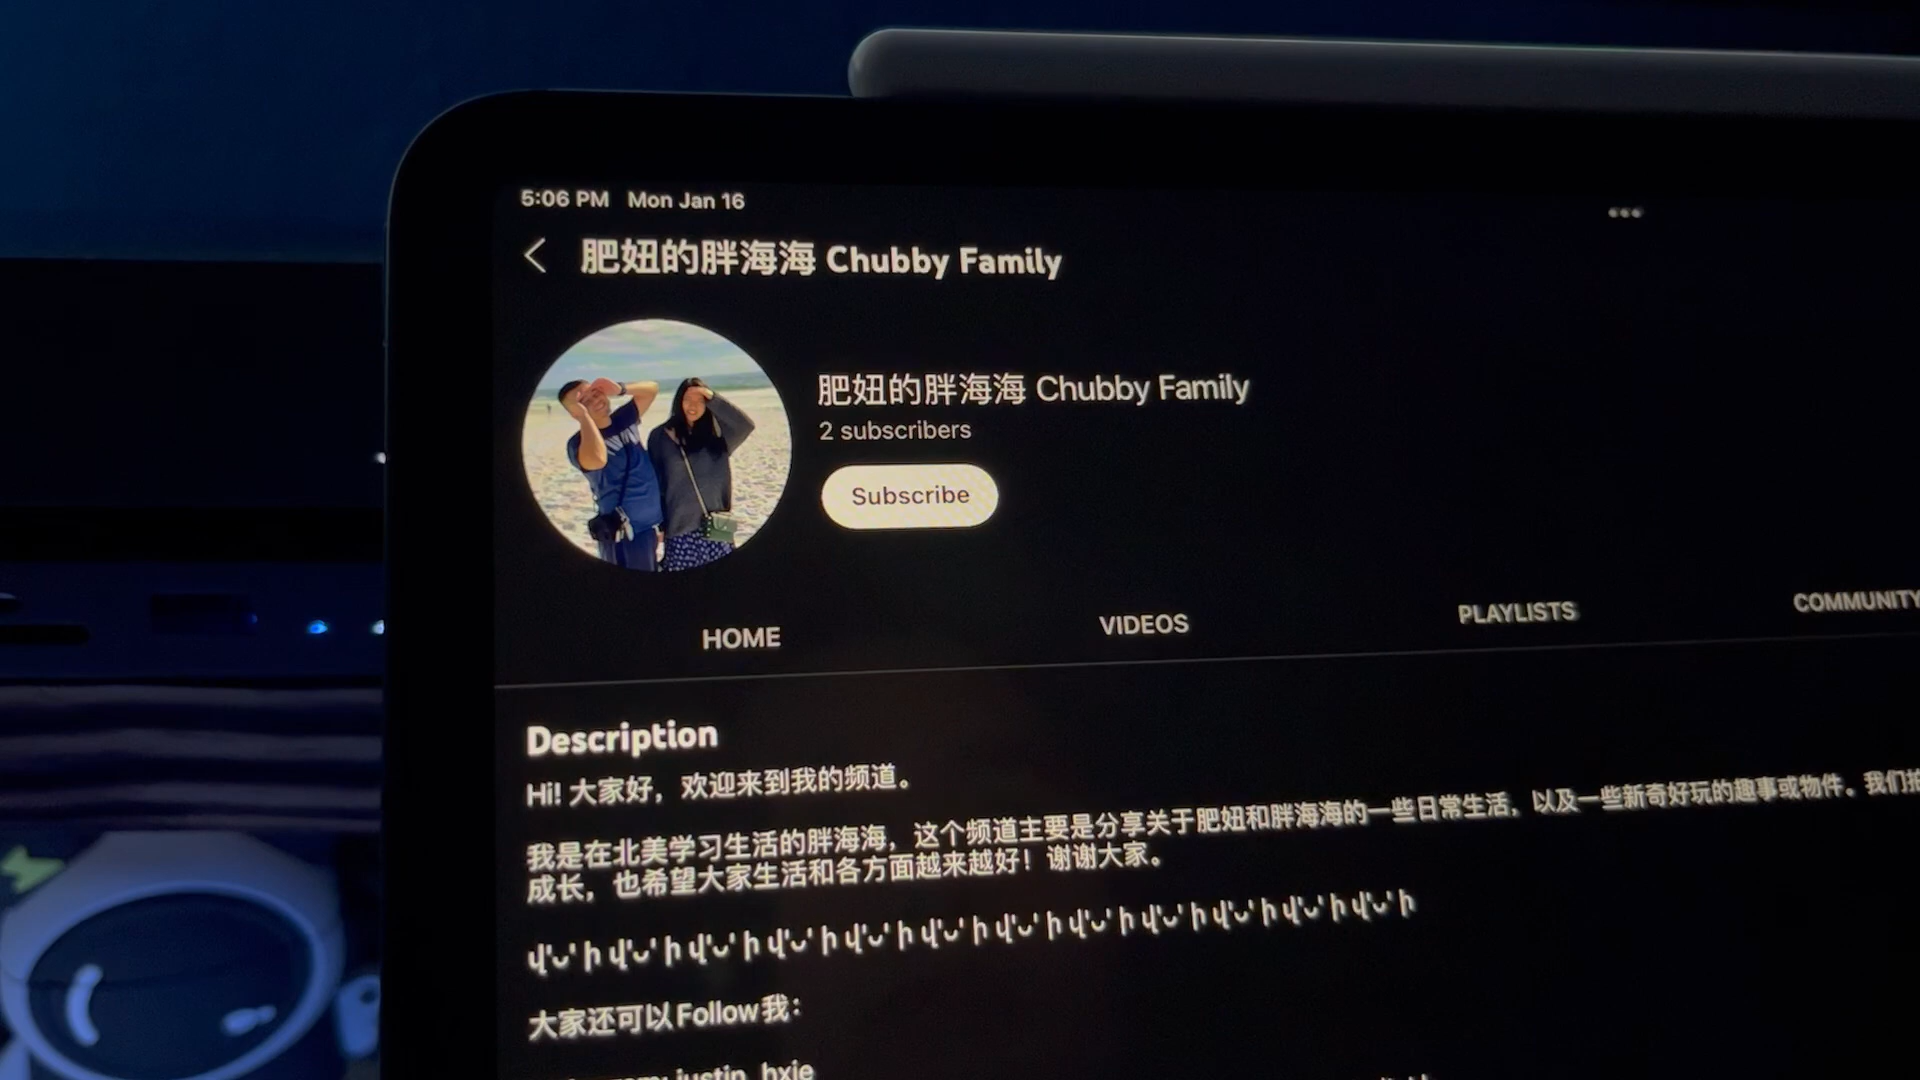 5:06 PM Mon Jan 16
肥妞的胖海海 Chubby Family
肥妞的胖海海 Chubby Family
2 subscribers
Subscribe
HOME VIDEOS PLAYLISTS COMMUNITY
Description
Hi! 大家好，欢迎来到我的频道。
我是在北美学习生活的胖海海，这个频道主要是分享关于肥妞和胖海海的一些日常生活，以及一些新奇好玩的趣事或物件。我们拍
成长，也希望大家生活和各方面越来越好！谢谢大家。
վ'ᴗ' ի վ'ᴗ' ի վ'ᴗ' ի վ'ᴗ' ի վ'ᴗ' ի վ'ᴗ' ի վ'ᴗ' ի վ'ᴗ' ի վ'ᴗ' ի վ'ᴗ' ի վ'ᴗ' ի վ'ᴗ' ի
大家还可以Follow我：
justin_hxie